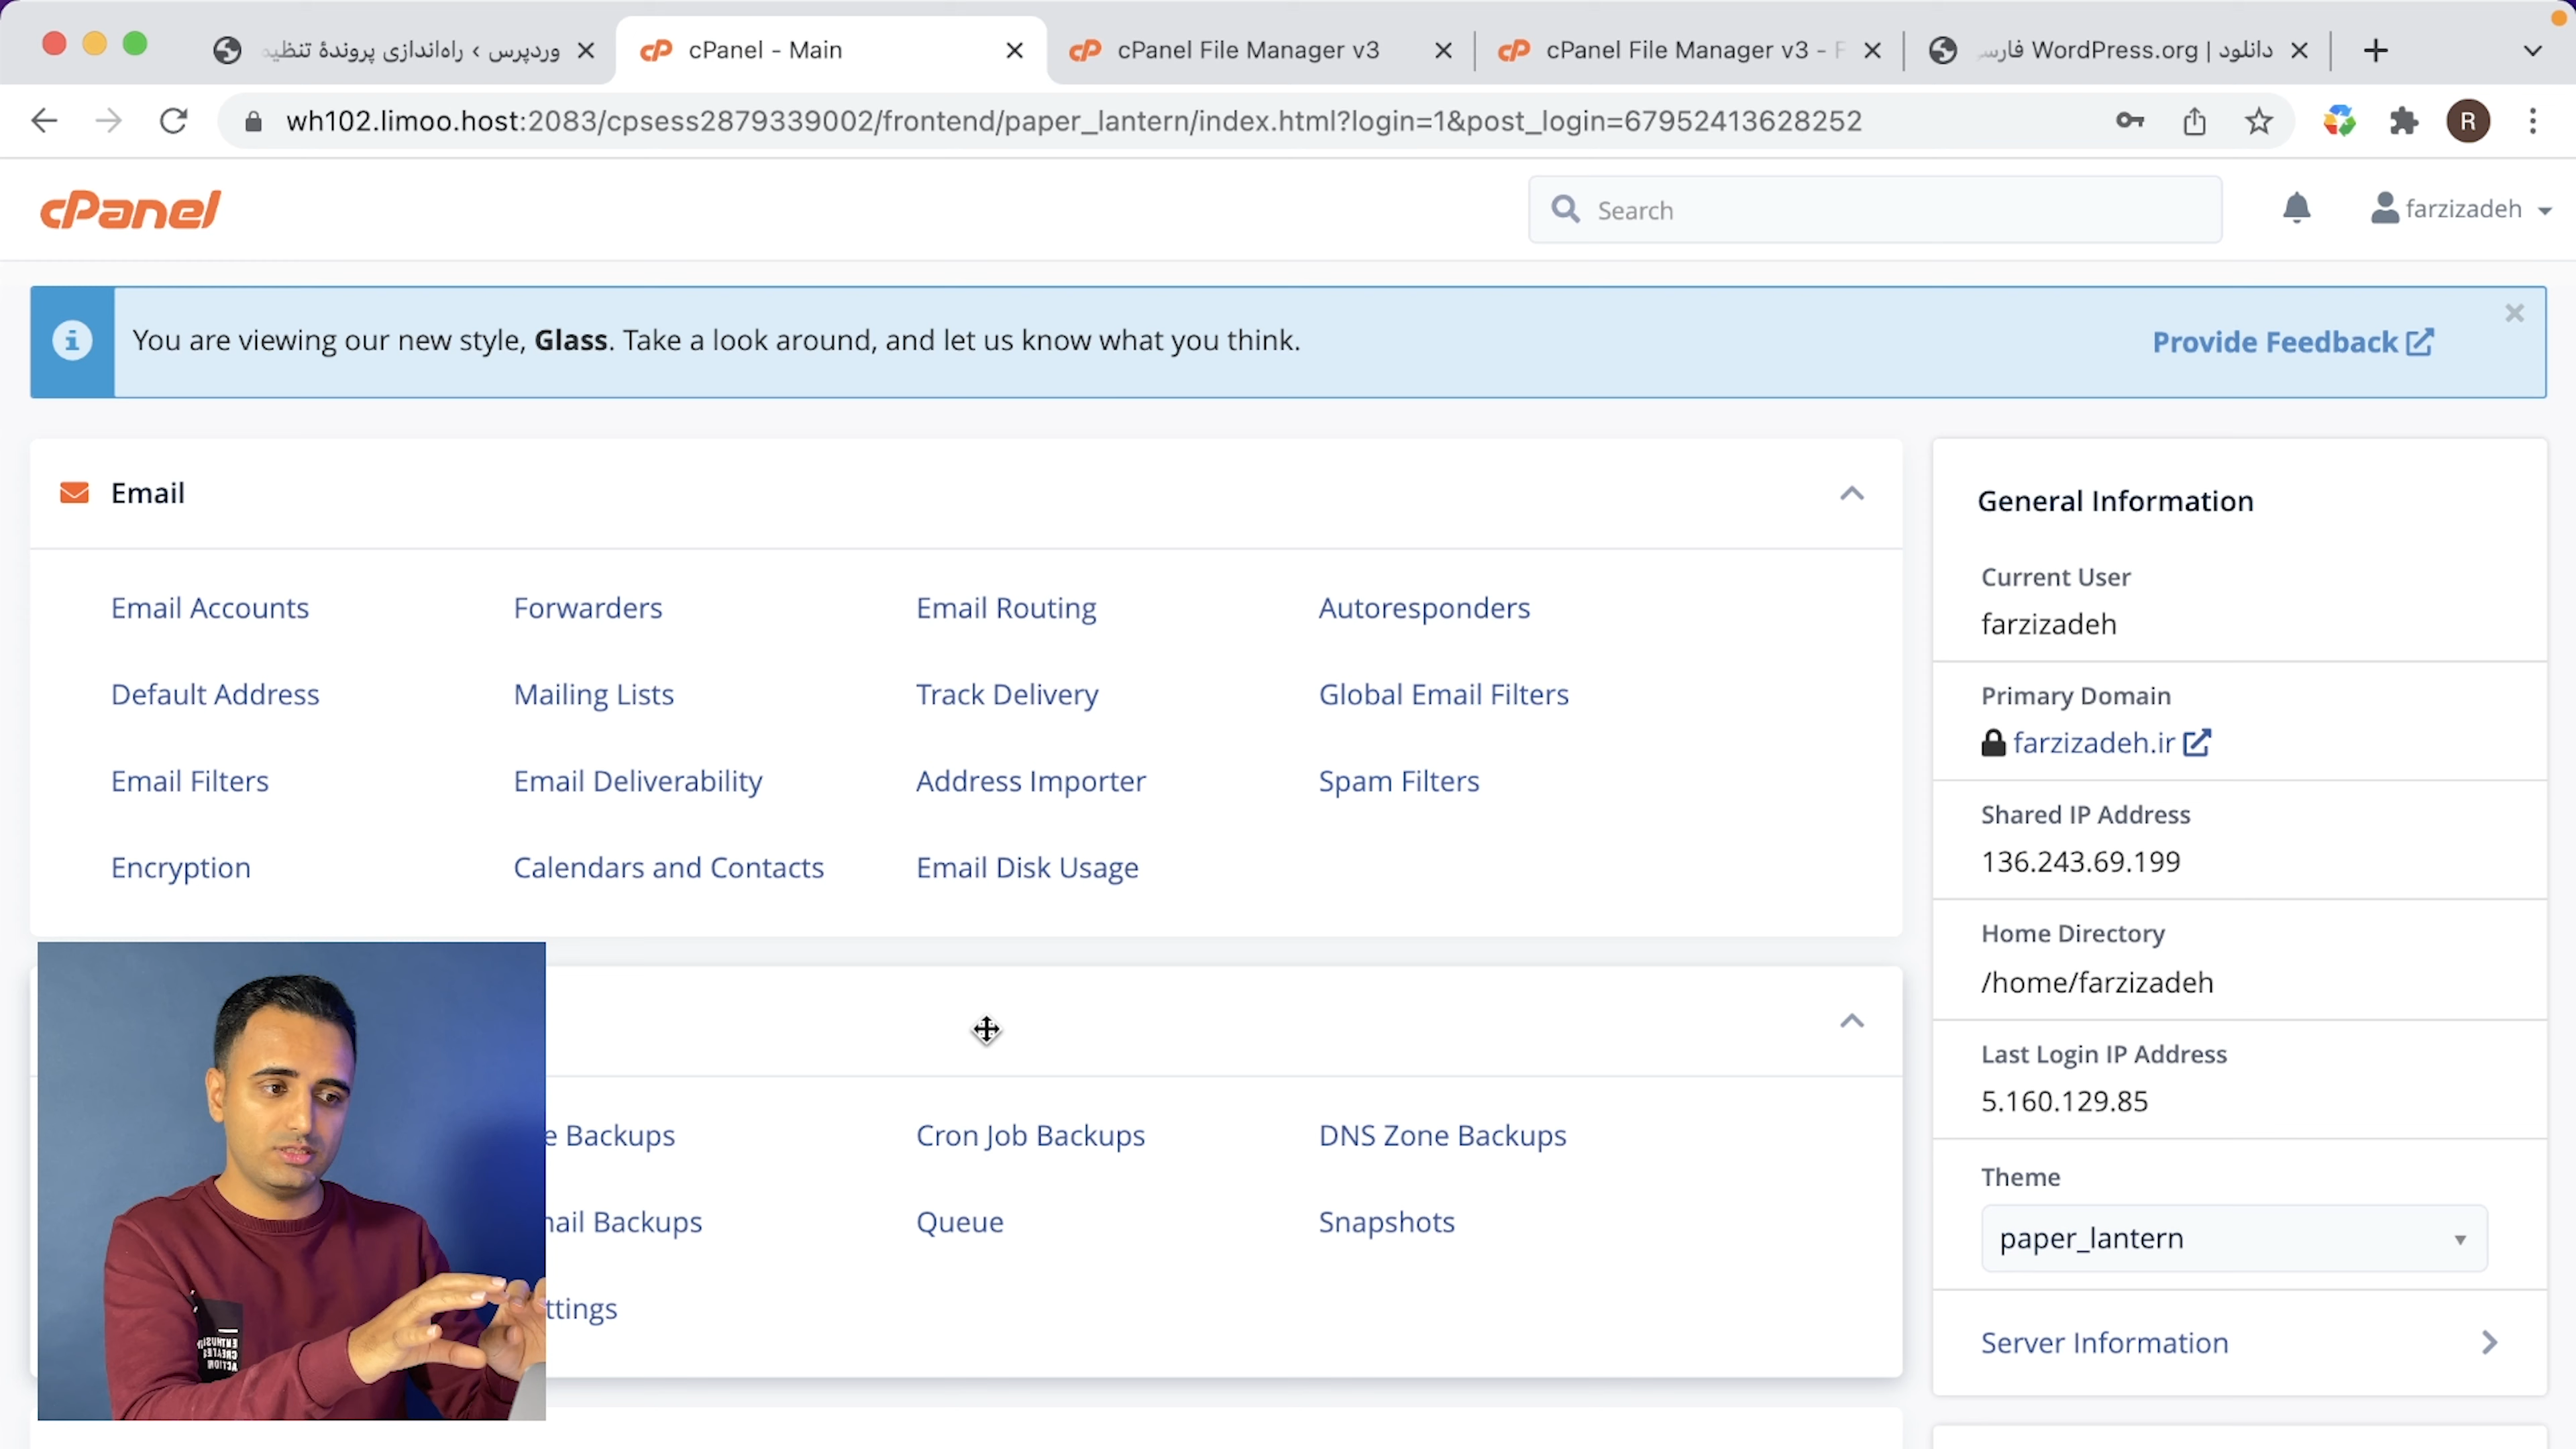 وردپرس › راه‌اندازی پروندهٔ تنظیم
cPanel - Main
cPanel File Manager v3
cPanel File Manager v3 - F
دانلود | WordPress.org فارسی
wh102.limoo.host:2083/cpsess2879339002/frontend/paper_lantern/index.html?login=1&post_login=67952413628252
R
cPanel
Search
farzizadeh
You are viewing our new style, Glass. Take a look around, and let us know what you think.
Provide Feedback
Email
Email Accounts
Forwarders
Email Routing
Autoresponders
Default Address
Mailing Lists
Track Delivery
Global Email Filters
Email Filters
Email Deliverability
Address Importer
Spam Filters
Encryption
Calendars and Contacts
Email Disk Usage
e Backups
Cron Job Backups
DNS Zone Backups
ail Backups
Queue
Snapshots
ttings
General Information
Current User
farzizadeh
Primary Domain
farzizadeh.ir
Shared IP Address
136.243.69.199
Home Directory
/home/farzizadeh
Last Login IP Address
5.160.129.85
Theme
paper_lantern
Server Information
ENTHUSI
CREATES
ACTION